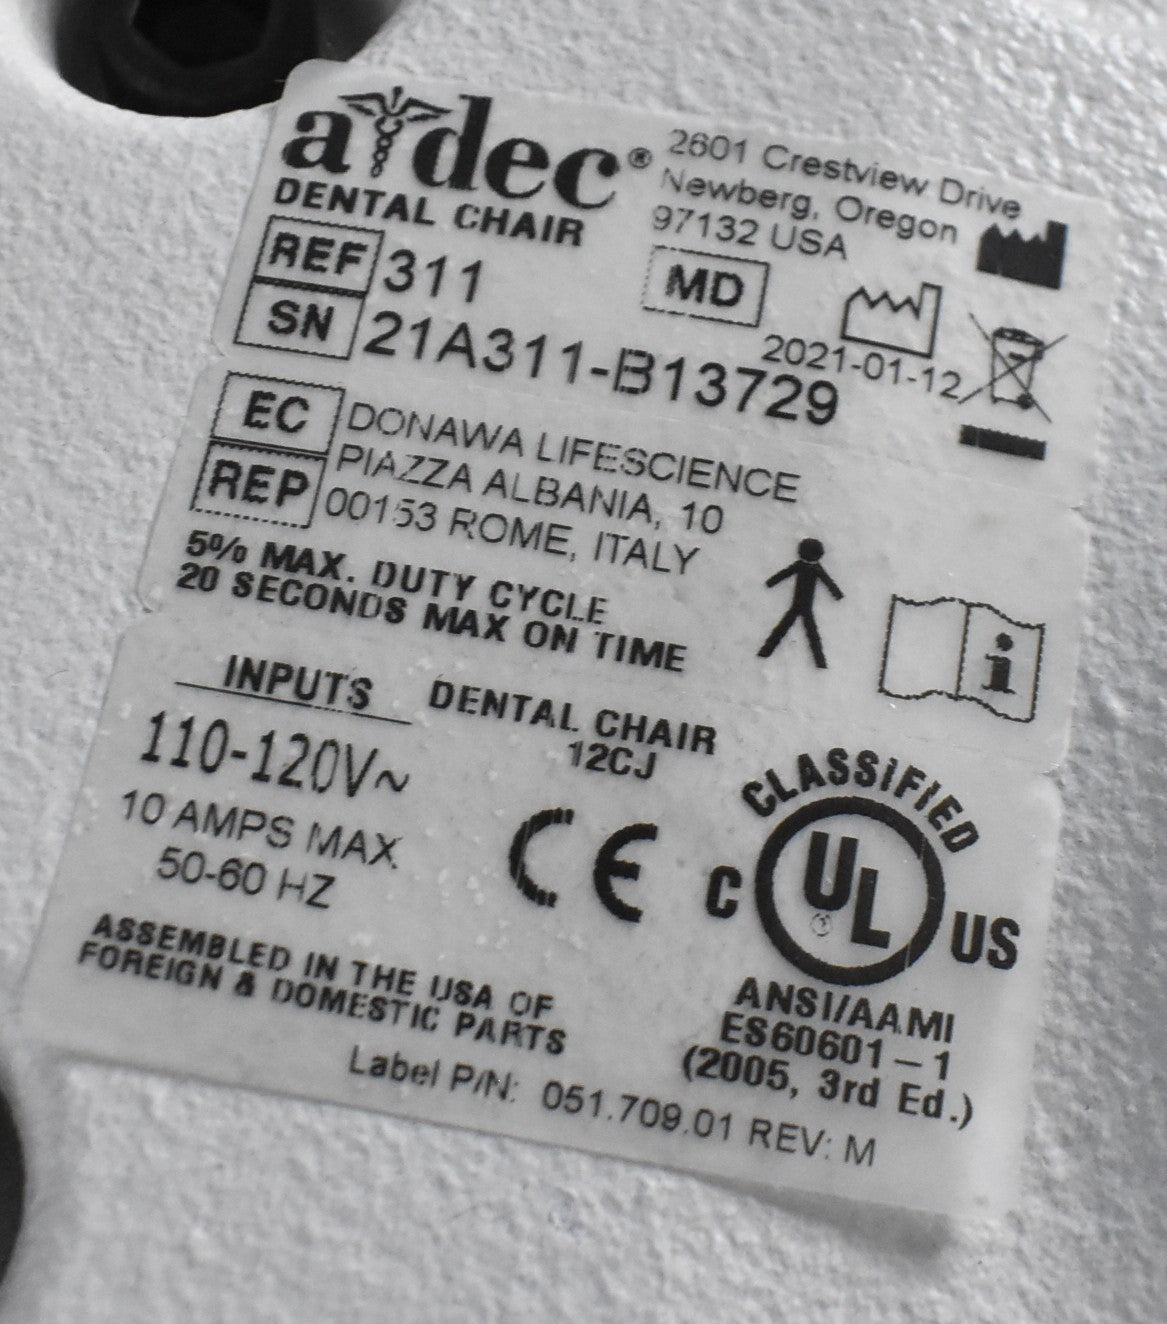 a-dec®
DENTAL CHAIR
2601 Crestview Drive
Newberg, Oregon
97132 USA
REF 311
MD
SN 21A311-B13729
2021-01-12
EC REP
DONAWA LIFESCIENCE
PIAZZA ALBANIA, 10
00153 ROME, ITALY
5% MAX. DUTY CYCLE
20 SECONDS MAX ON TIME
i
INPUTS
110-120V~
10 AMPS MAX
50-60 HZ
DENTAL CHAIR
12CJ
CE
CLASSIFIED
C UL US
ANSI/AAMI
ES60601-1
(2005, 3rd Ed.)
ASSEMBLED IN THE USA OF
FOREIGN & DOMESTIC PARTS
Label P/N: 051.709.01 REV: M